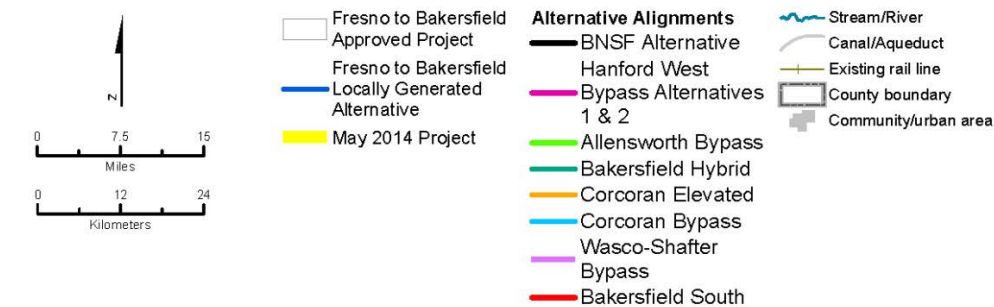 N
0 7.5 15
Miles
0 12 24
Kilometers
Fresno to Bakersfield
Approved Project
Fresno to Bakersfield
Locally Generated
Alternative
May 2014 Project
Alternative Alignments
BNSF Alternative
Hanford West
Bypass Alternatives
1 & 2
Allensworth Bypass
Bakersfield Hybrid
Corcoran Elevated
Corcoran Bypass
Wasco-Shafter
Bypass
Bakersfield South
Stream/River
Canal/Aqueduct
Existing rail line
County boundary
Community/urban area